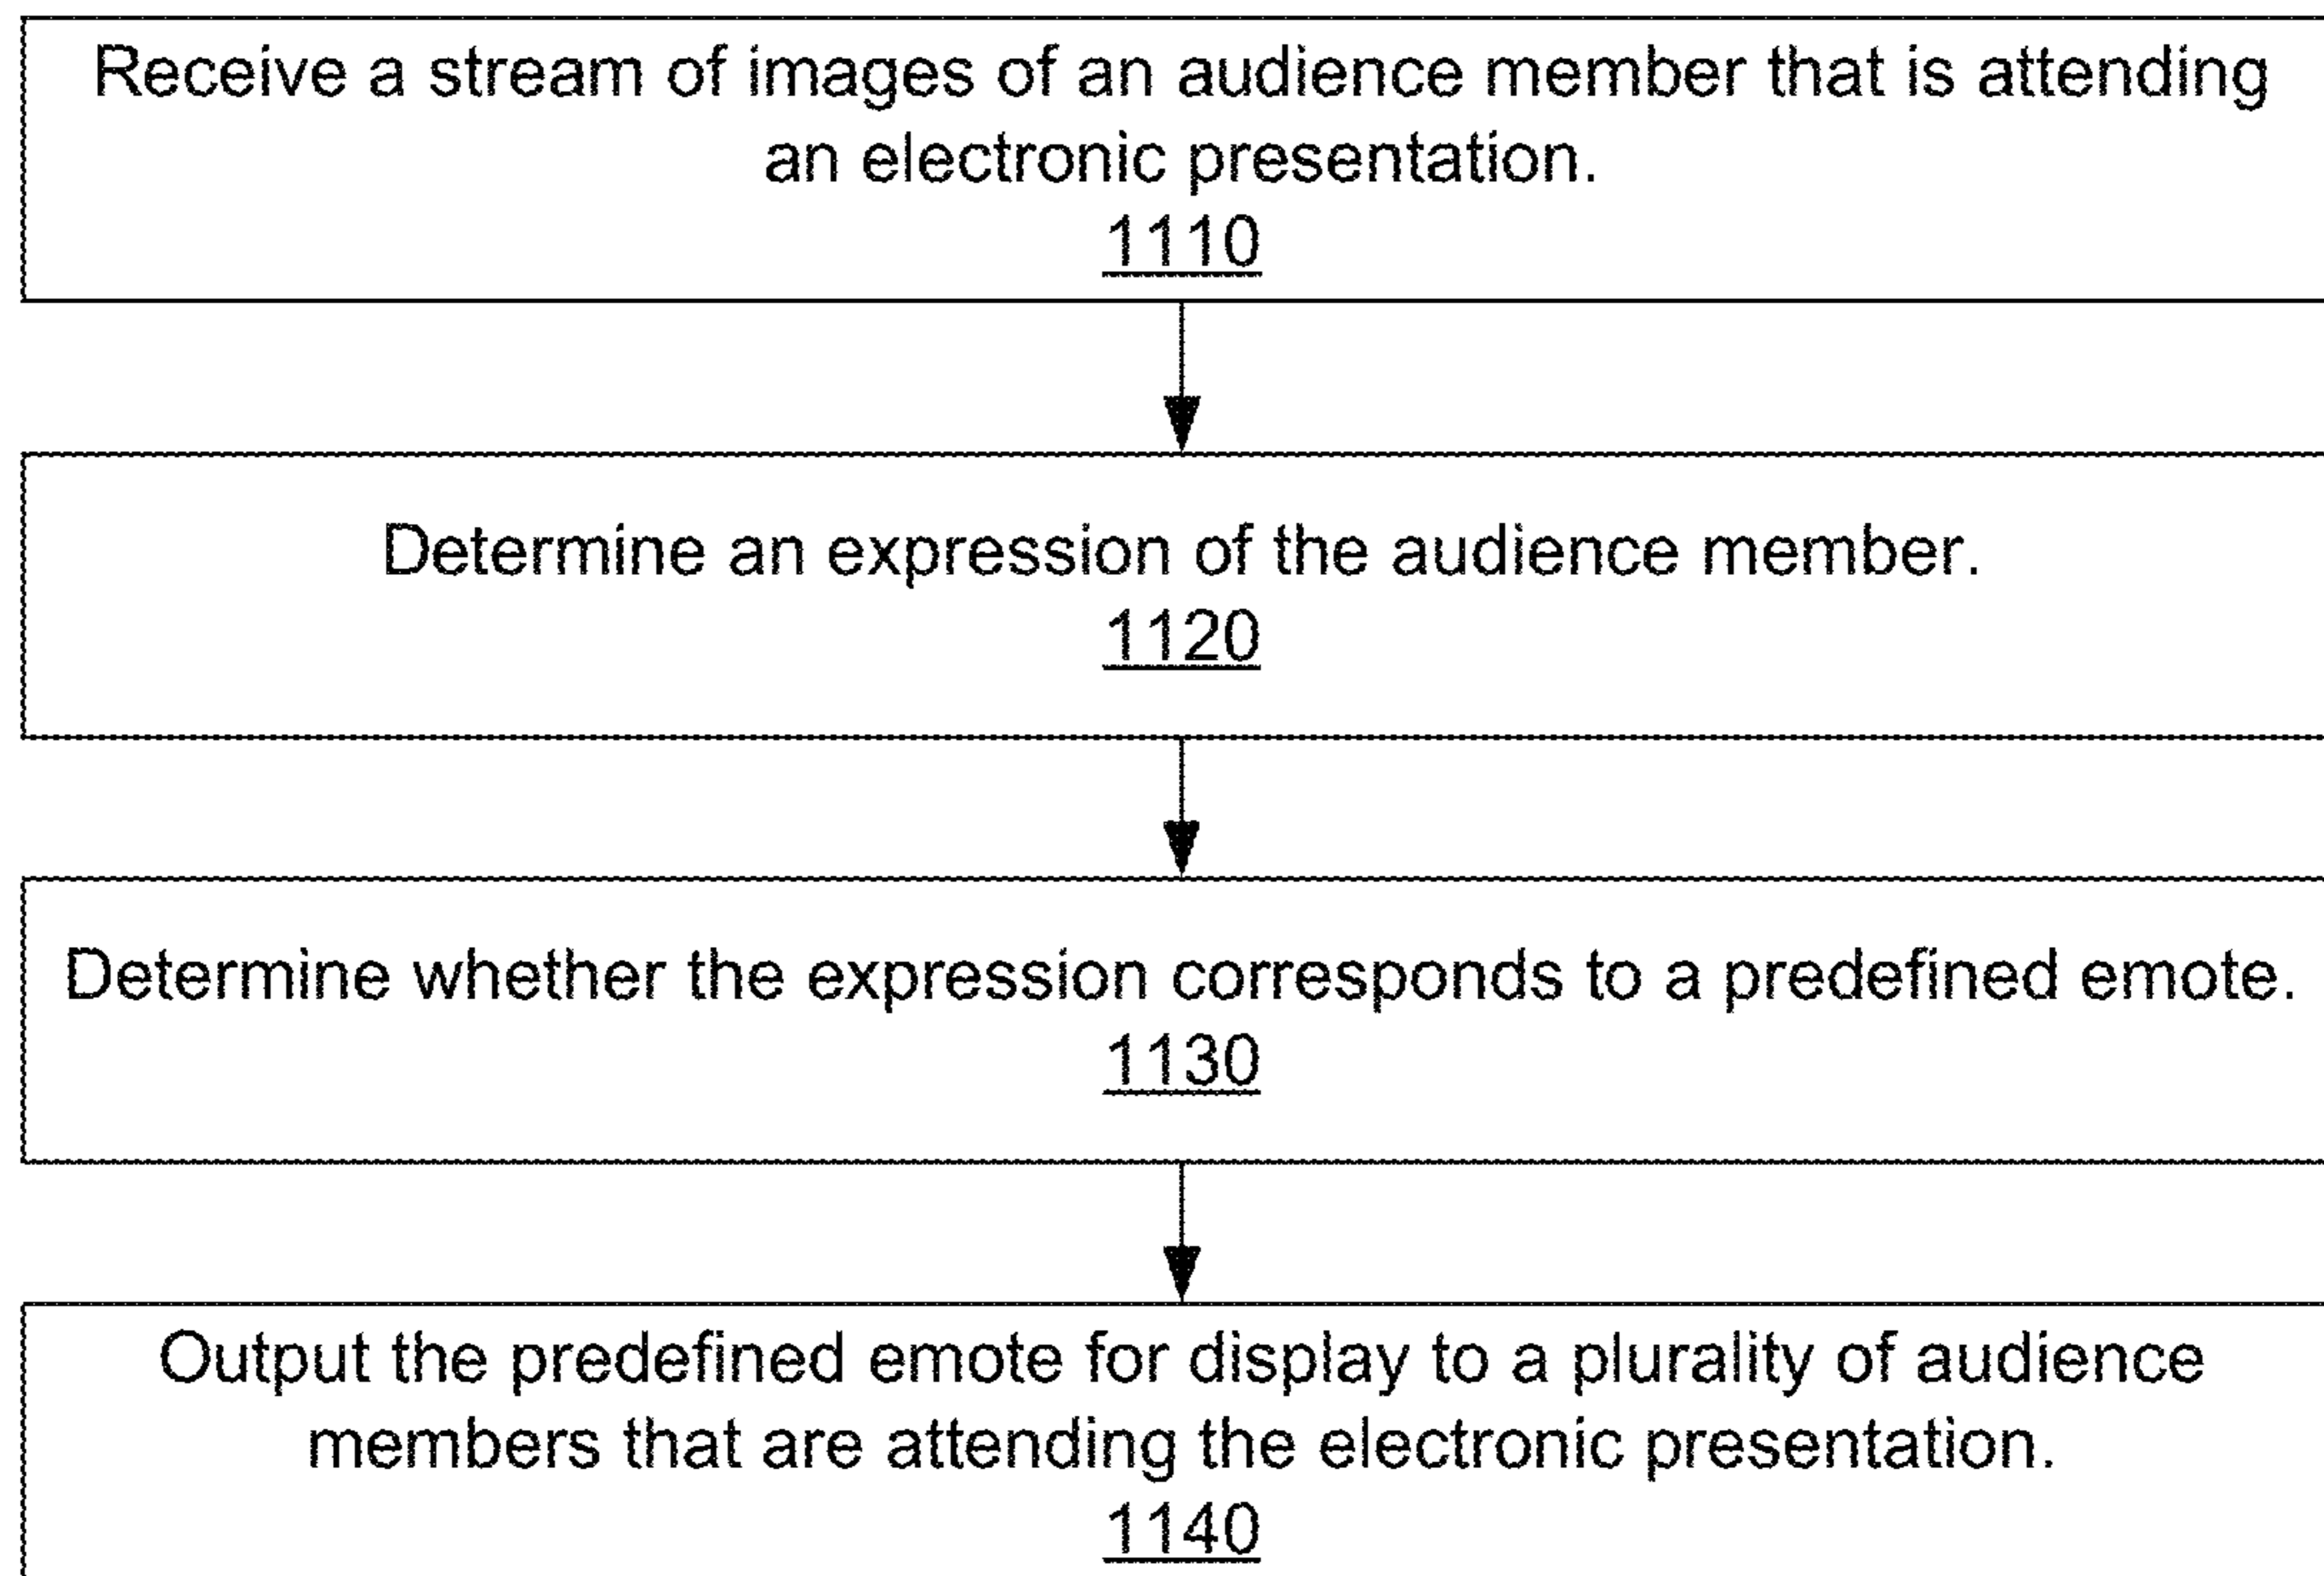 Receive a stream of images of an audience member that is attending
an electronic presentation.
1110
Determine an expression of the audience member.
1120
Determine whether the expression corresponds to a predefined emote.
1130
Output the predefined emote for display to a plurality of audience
members that are attending the electronic presentation.
1140